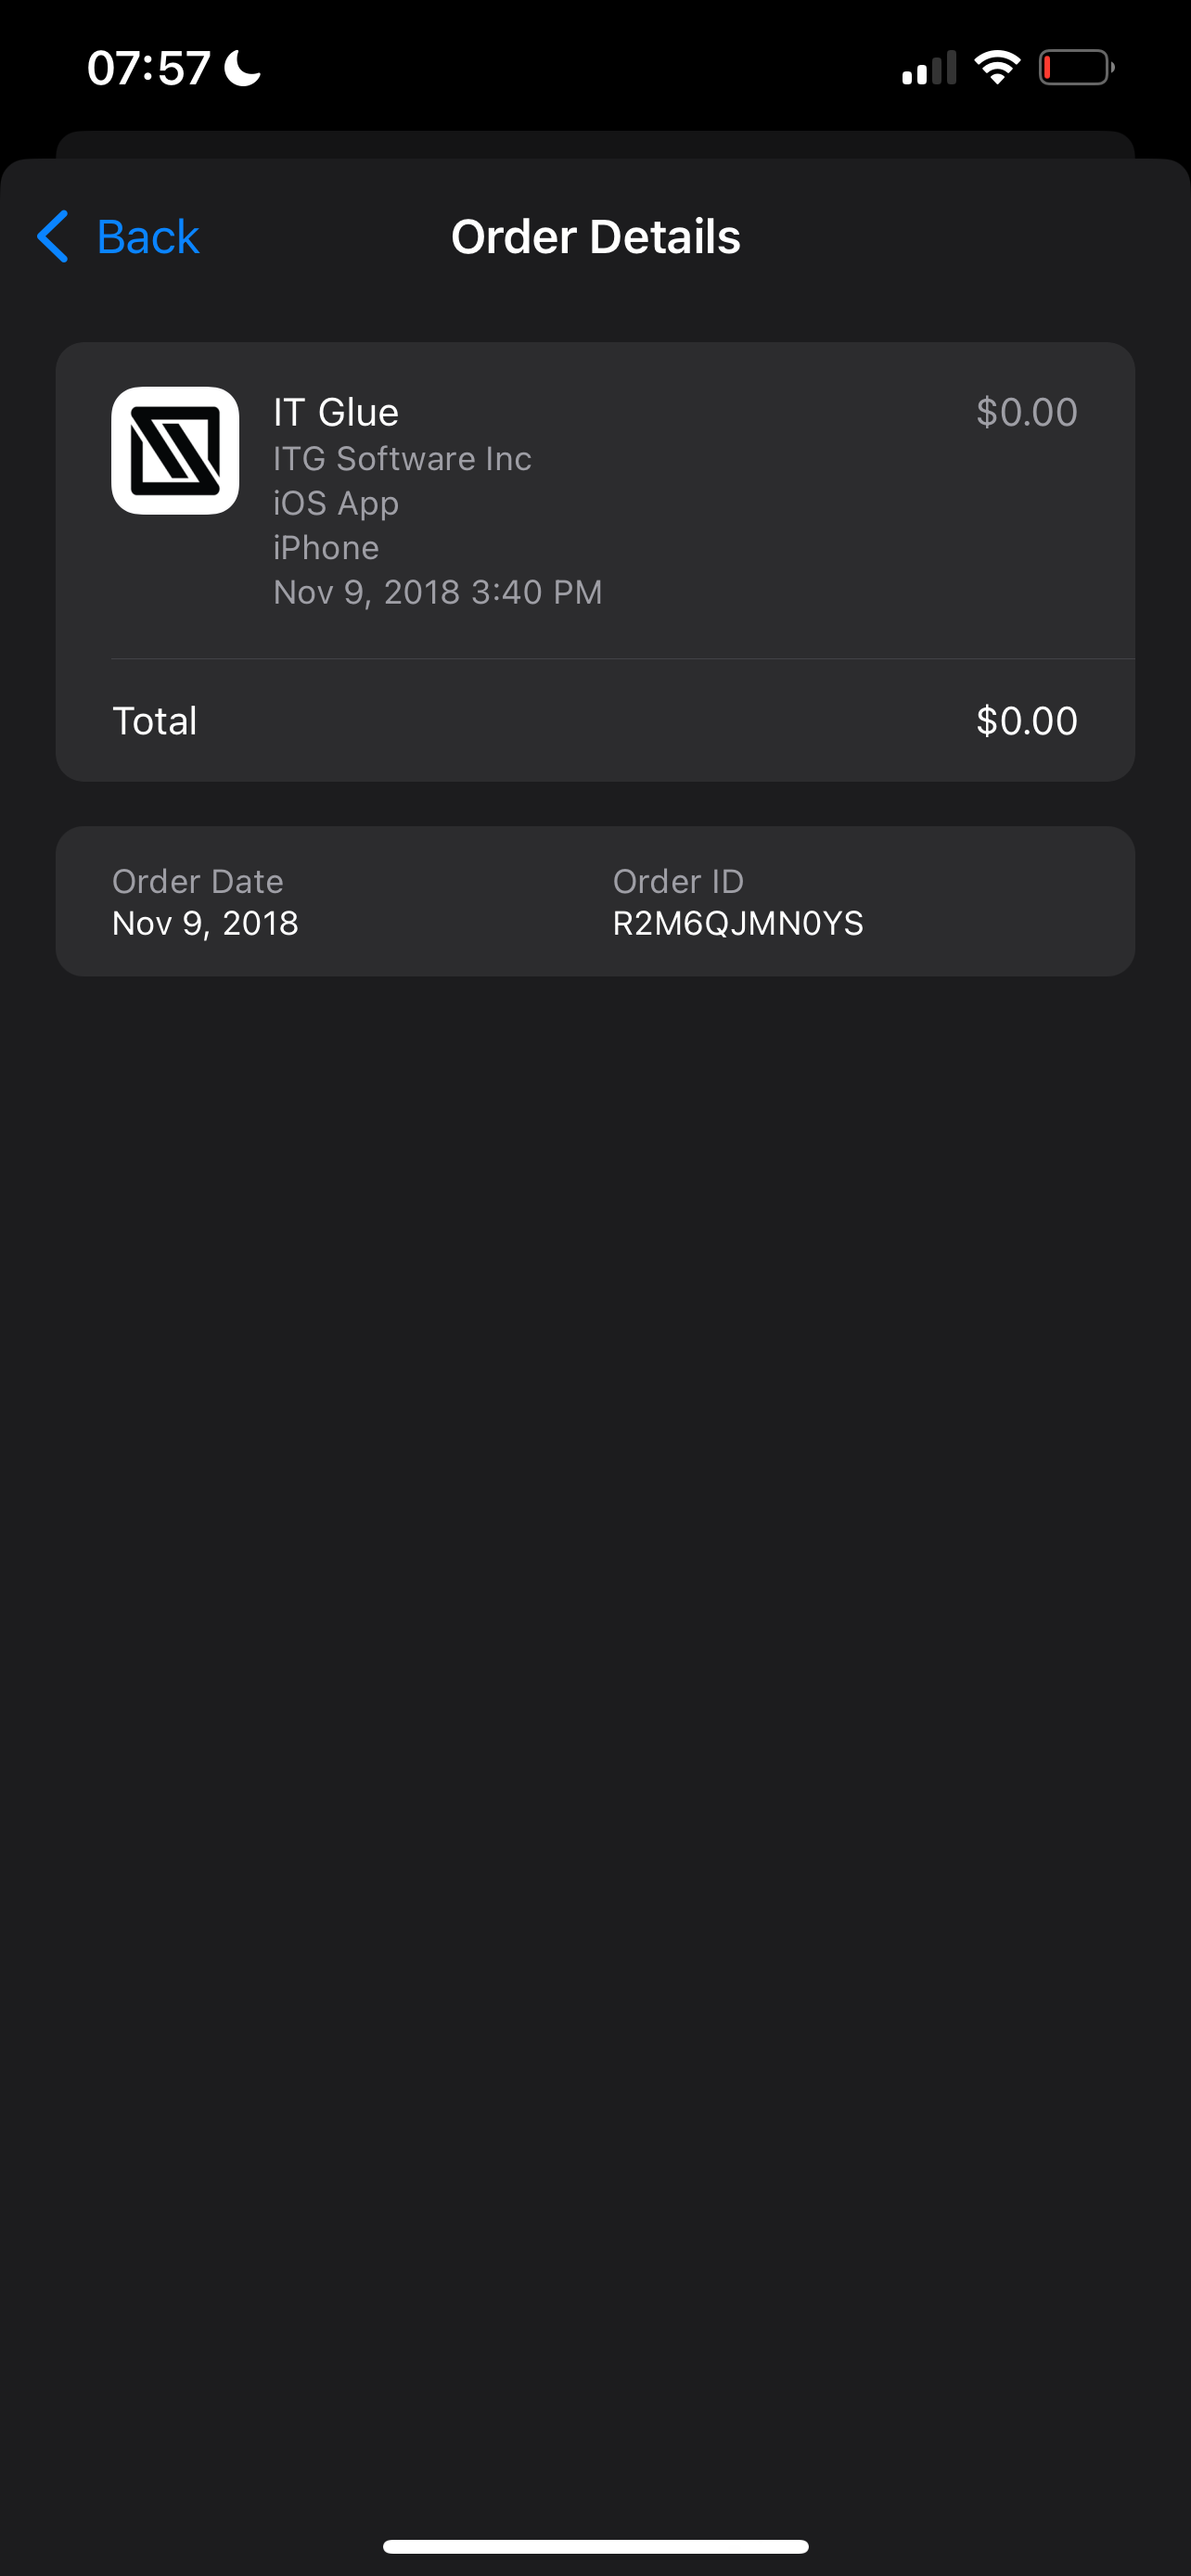 07:57
Back
Order Details
IT Glue
$0.00
ITG Software Inc
iOS App
iPhone
Nov 9, 2018 3:40 PM
Total
$0.00
Order Date
Order ID
Nov 9, 2018
R2M6QJMN0YS